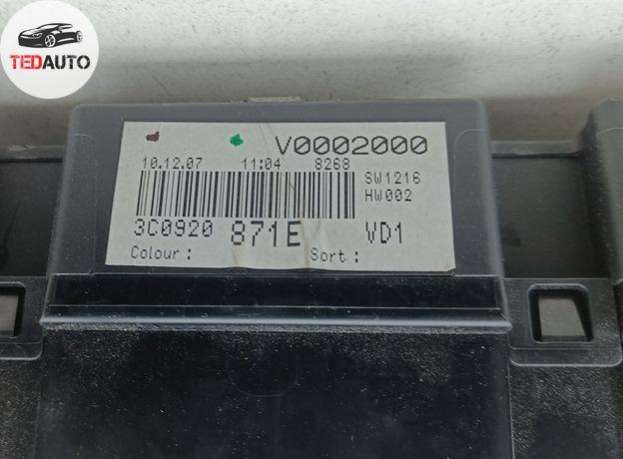 TEDAUTO
V0002000
10.12.07 11:04 8268
SW1216
HW002
3C0920 871E VD1
Colour : Sort :